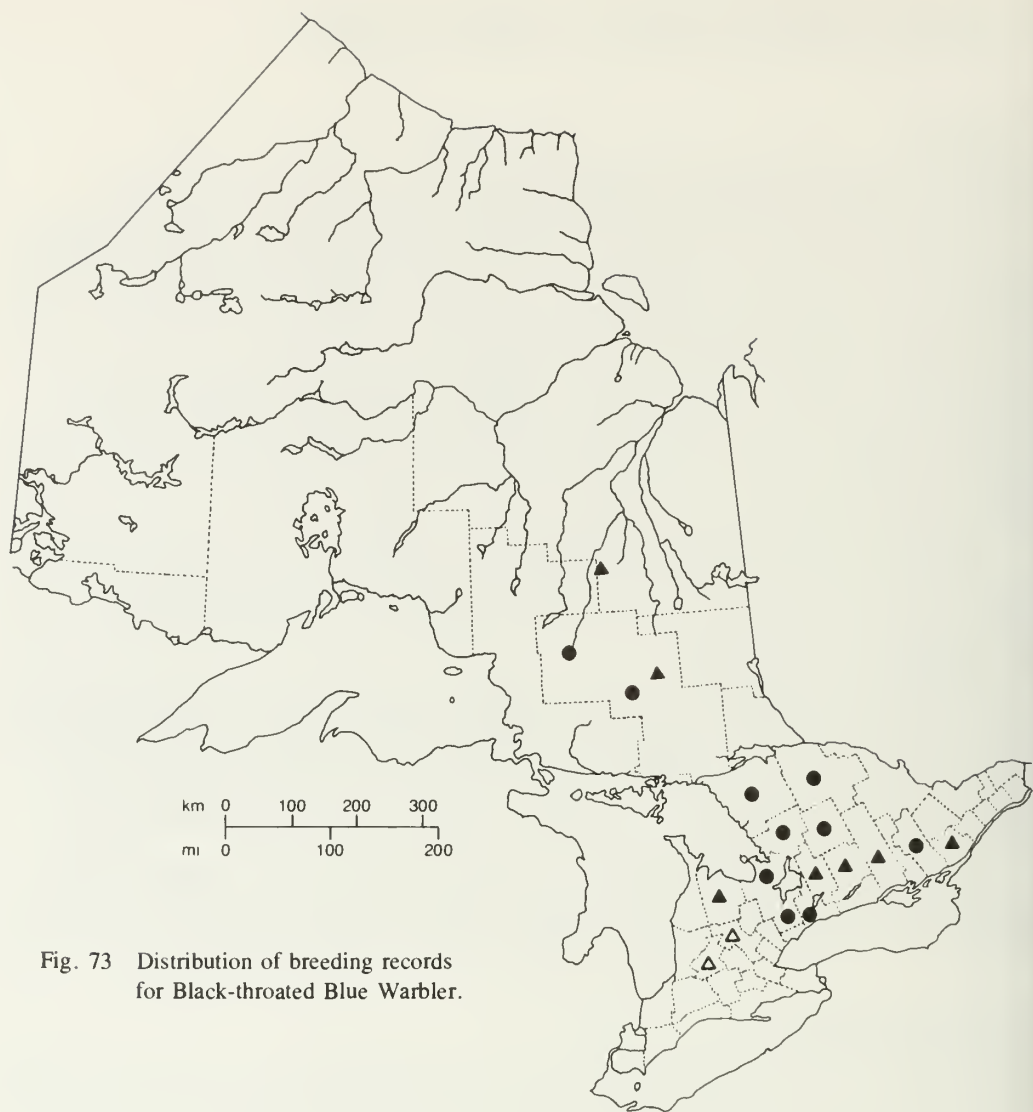 km 0 100 200 300
mi 0 100 200
Fig. 73 Distribution of breeding records
for Black-throated Blue Warbler.